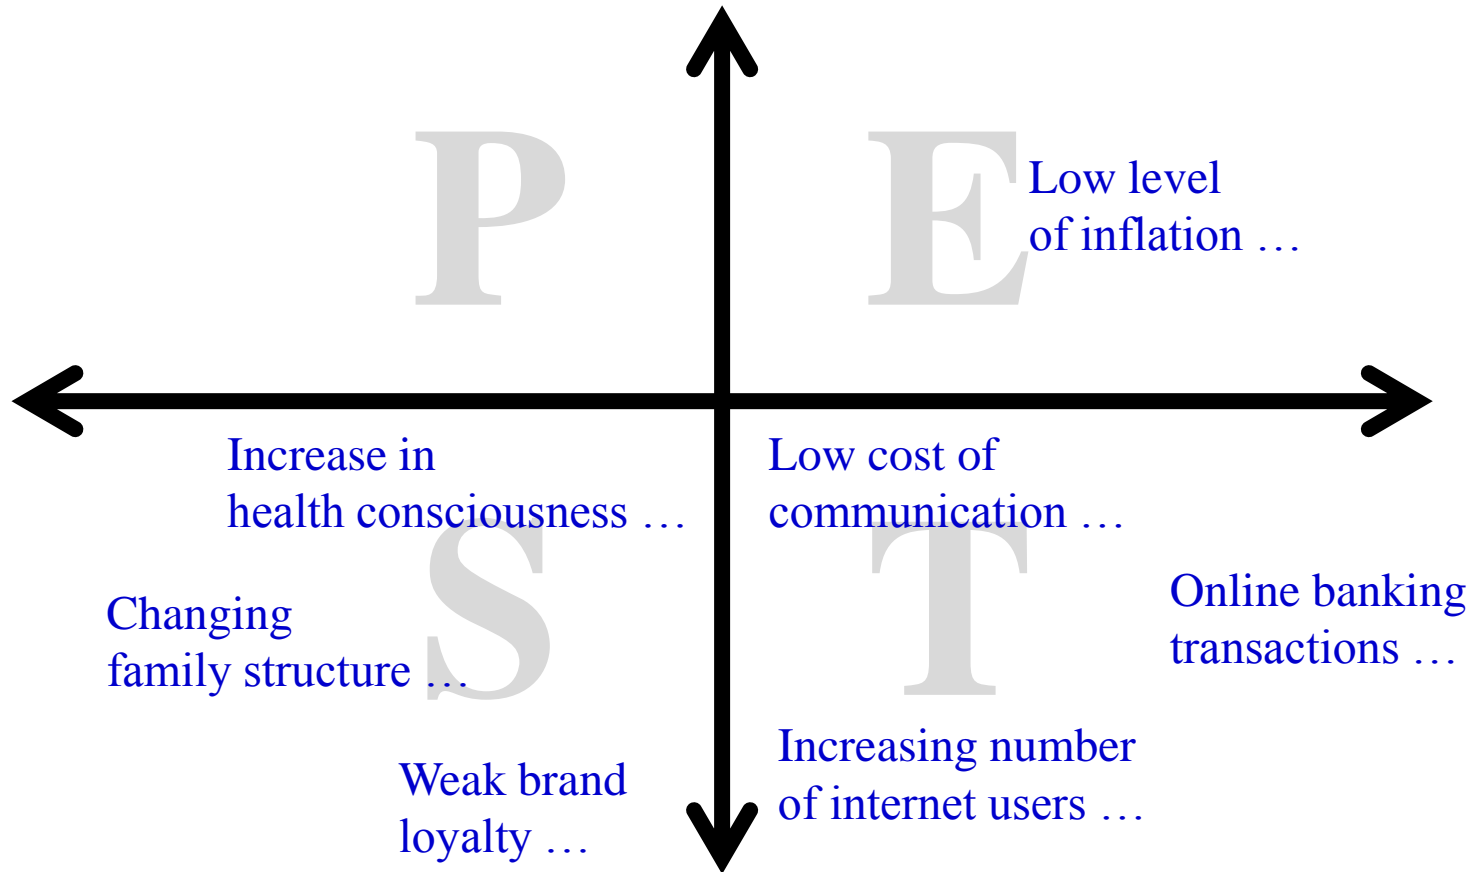 P
E
Low level
of inflation …
Increase in
health consciousness …
S
Changing
family structure …
Weak brand
loyalty …
Low cost of
communication …
T
Online banking
transactions …
Increasing number
of internet users …